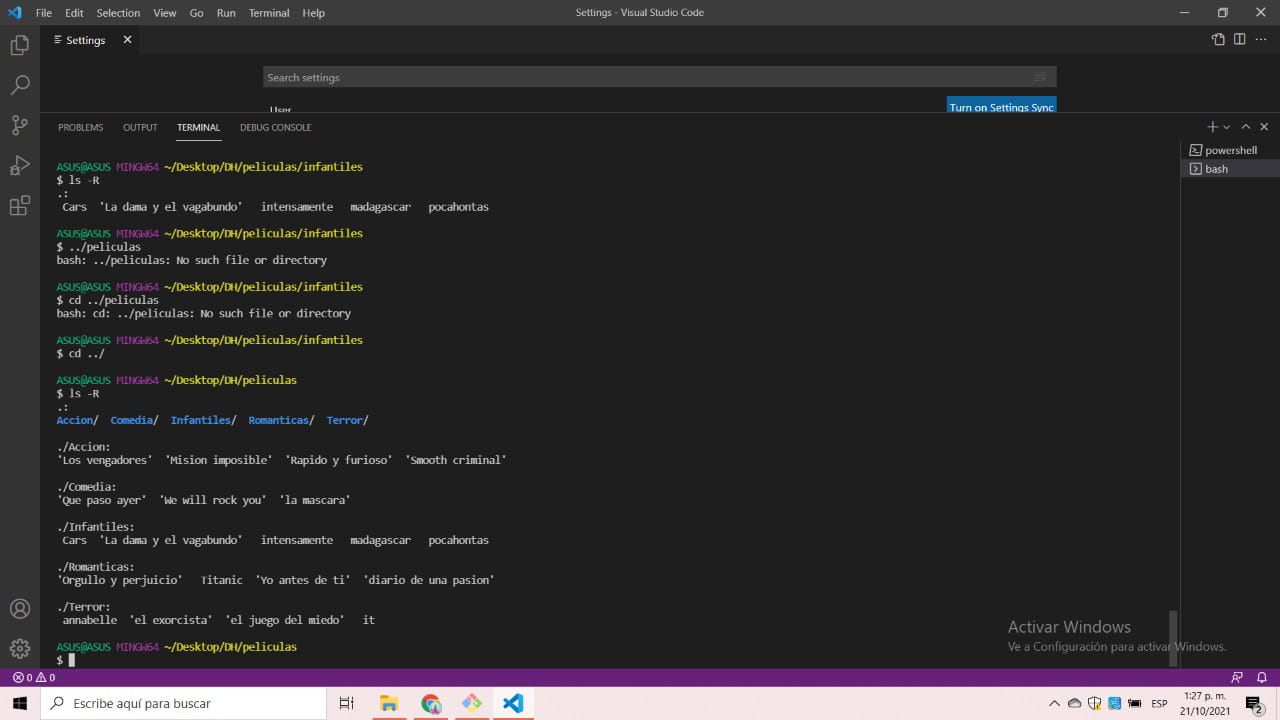 File Edit Selection View Go Run Terminal Help
Settings - Visual Studio Code
Settings
Search settings
User
Turn on Settings Sync
PROBLEMS OUTPUT TERMINAL DEBUG CONSOLE
powershell
bash
ASUS@ASUS MINGW64 ~/Desktop/DH/peliculas/infantiles
$ ls -R
.:
Cars 'La dama y el vagabundo' intensamente madagascar pocahontas
ASUS@ASUS MINGW64 ~/Desktop/DH/peliculas/infantiles
$ ../peliculas
bash: ../peliculas: No such file or directory
ASUS@ASUS MINGW64 ~/Desktop/DH/peliculas/infantiles
$ cd ../peliculas
bash: cd: ../peliculas: No such file or directory
ASUS@ASUS MINGW64 ~/Desktop/DH/peliculas/infantiles
$ cd ../
ASUS@ASUS MINGW64 ~/Desktop/DH/peliculas
$ ls -R
.:
Accion/ Comedia/ Infantiles/ Romanticas/ Terror/
./Accion:
'Los vengadores' 'Mision imposible' 'Rapido y furioso' 'Smooth criminal'
./Comedia:
'Que paso ayer' 'We will rock you' 'la mascara'
./Infantiles:
Cars 'La dama y el vagabundo' intensamente madagascar pocahontas
./Romanticas:
'Orgullo y perjuicio' Titanic 'Yo antes de ti' 'diario de una pasion'
./Terror:
annabelle 'el exorcista' 'el juego del miedo' it
ASUS@ASUS MINGW64 ~/Desktop/DH/peliculas
$
Activar Windows
Ve a Configuración para activar Windows.
0 0
Escribe aquí para buscar
ESP
1:27 p. m.
21/10/2021
2